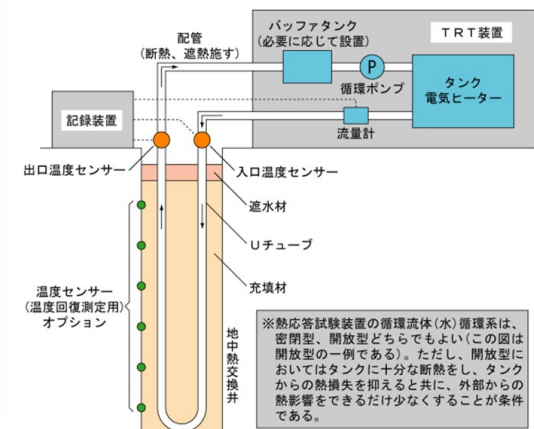 配管
(断熱、遮熱施す)
バッファタンク
(必要に応じて設置)
TRT装置
P
循環ポンプ
タンク
電気ヒーター
記録装置
流量計
出口温度センサー
入口温度センサー
遮水材
Uチューブ
充填材
温度センサー
(温度回復測定用)
オプション
地中熱交換井
※熱応答試験装置の循環流体(水)循環系は、
密閉型、開放型どちらでもよい(この図は
開放型の一例である)。ただし、開放型に
おいてはタンクに十分な断熱をし、タンク
からの熱損失を抑えると共に、外部からの
熱影響をできるだけ少なくすることが条件
である。